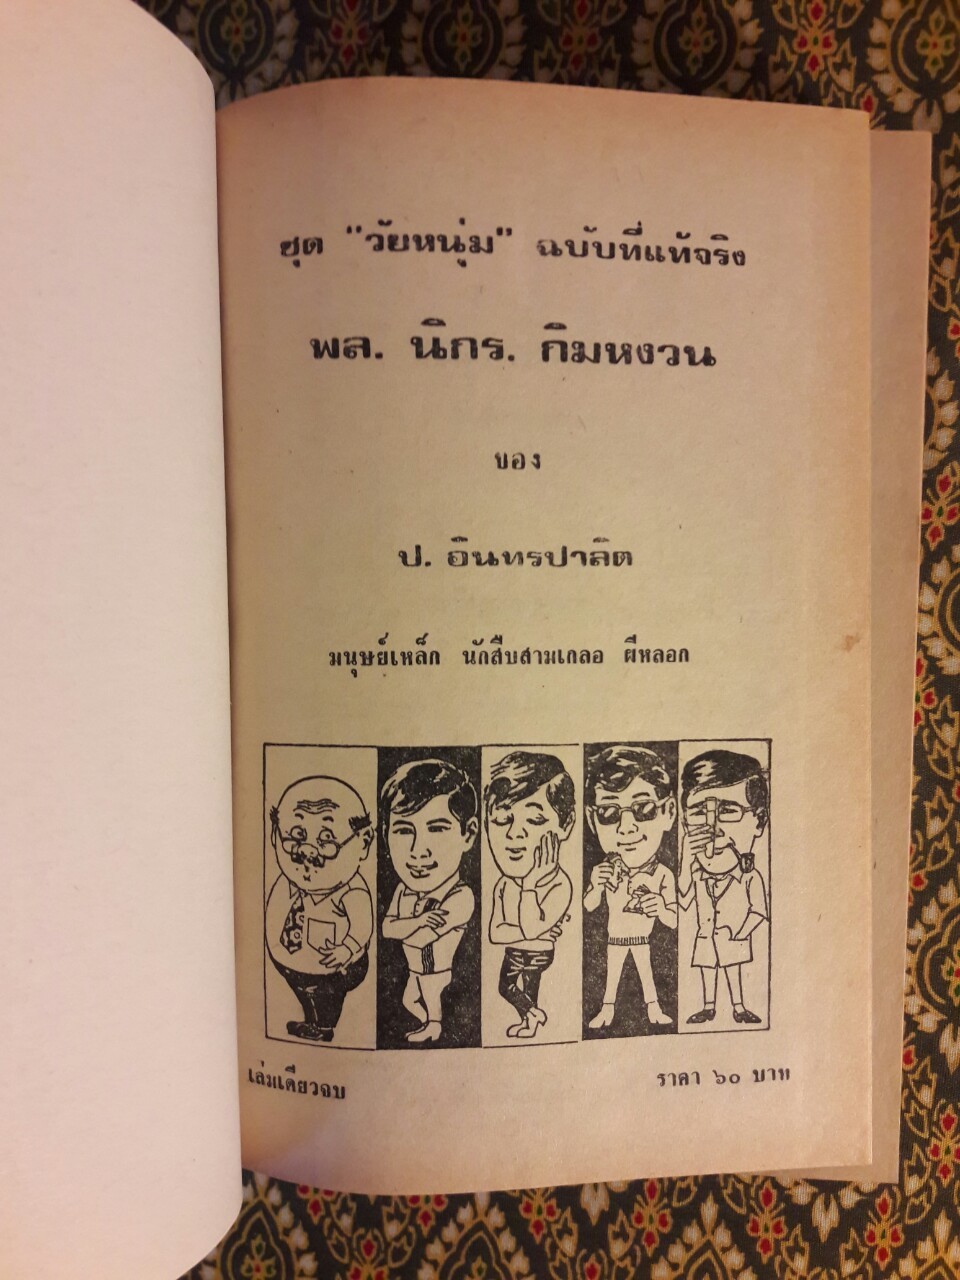 ชุด "วัยหนุ่ม" ฉบับที่แท้จริง
พล. นิกร. กิมหงวน
ของ
ป. อินทรปาลิต
มนุษย์เหล็ก นักสืบสามเกลอ ผีหลอก
เล่มเดียวจบ
ราคา ๖๐ บาท